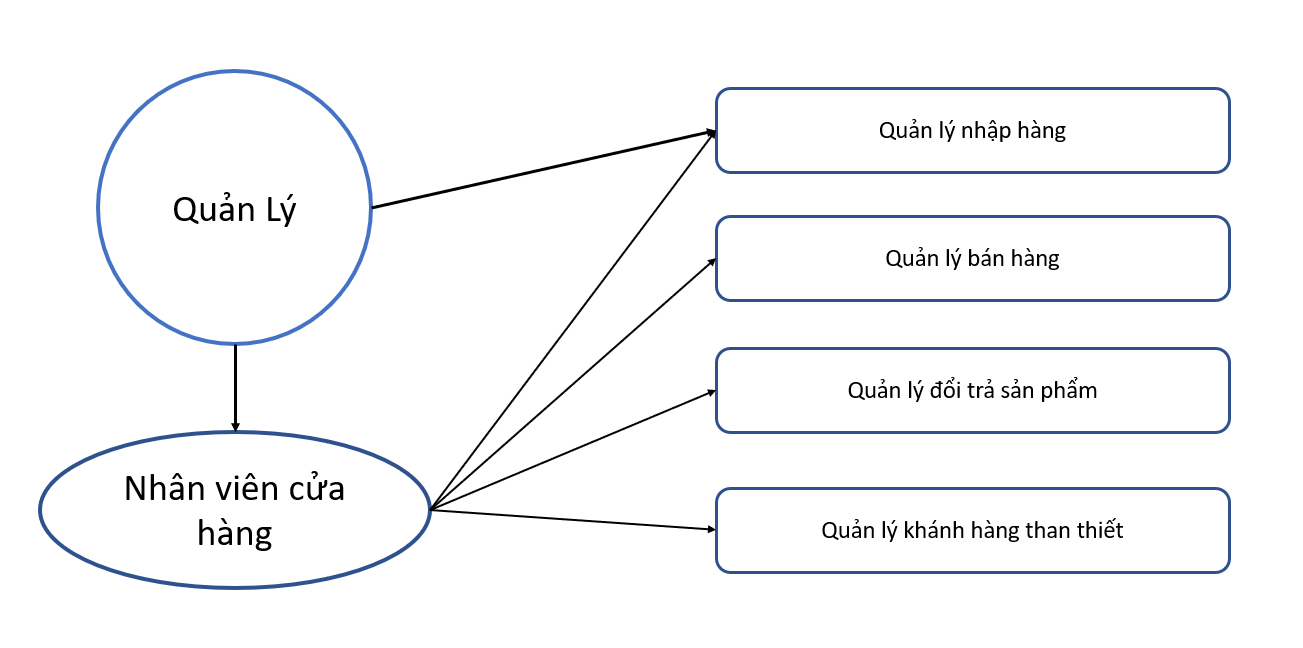 Quản Lý
Nhân viên cửa
hàng
Quản lý nhập hàng
Quản lý bán hàng
Quản lý đổi trả sản phẩm
Quản lý khánh hàng than thiết